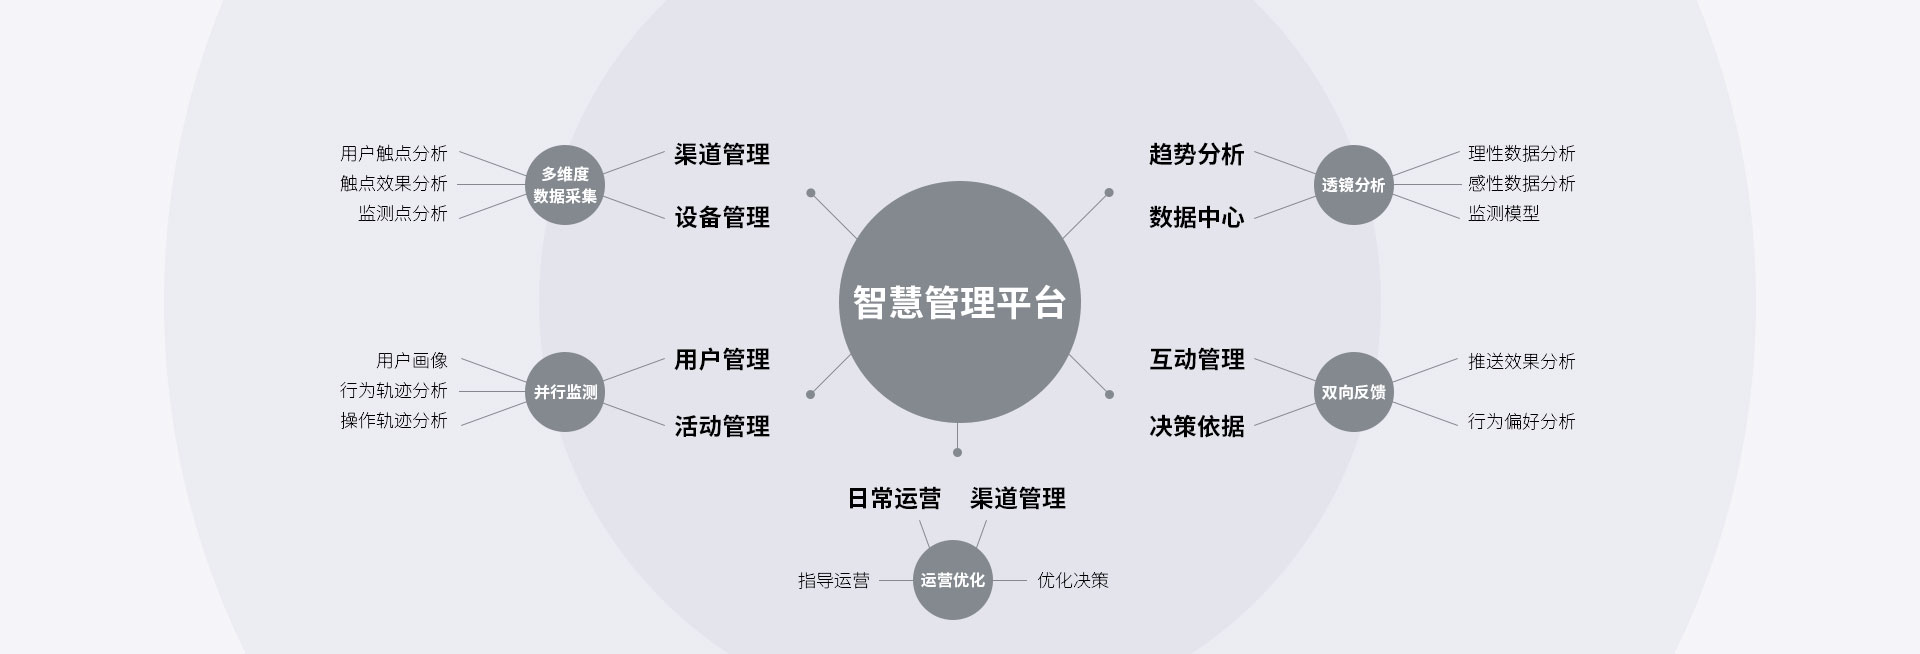 智慧管理平台
用户触点分析
触点效果分析
监测点分析
多维度
数据采集
渠道管理
设备管理
趋势分析
数据中心
透镜分析
理性数据分析
感性数据分析
监测模型
用户画像
行为轨迹分析
操作轨迹分析
并行监测
用户管理
活动管理
互动管理
决策依据
双向反馈
推送效果分析
行为偏好分析
日常运营
渠道管理
指导运营
运营优化
优化决策